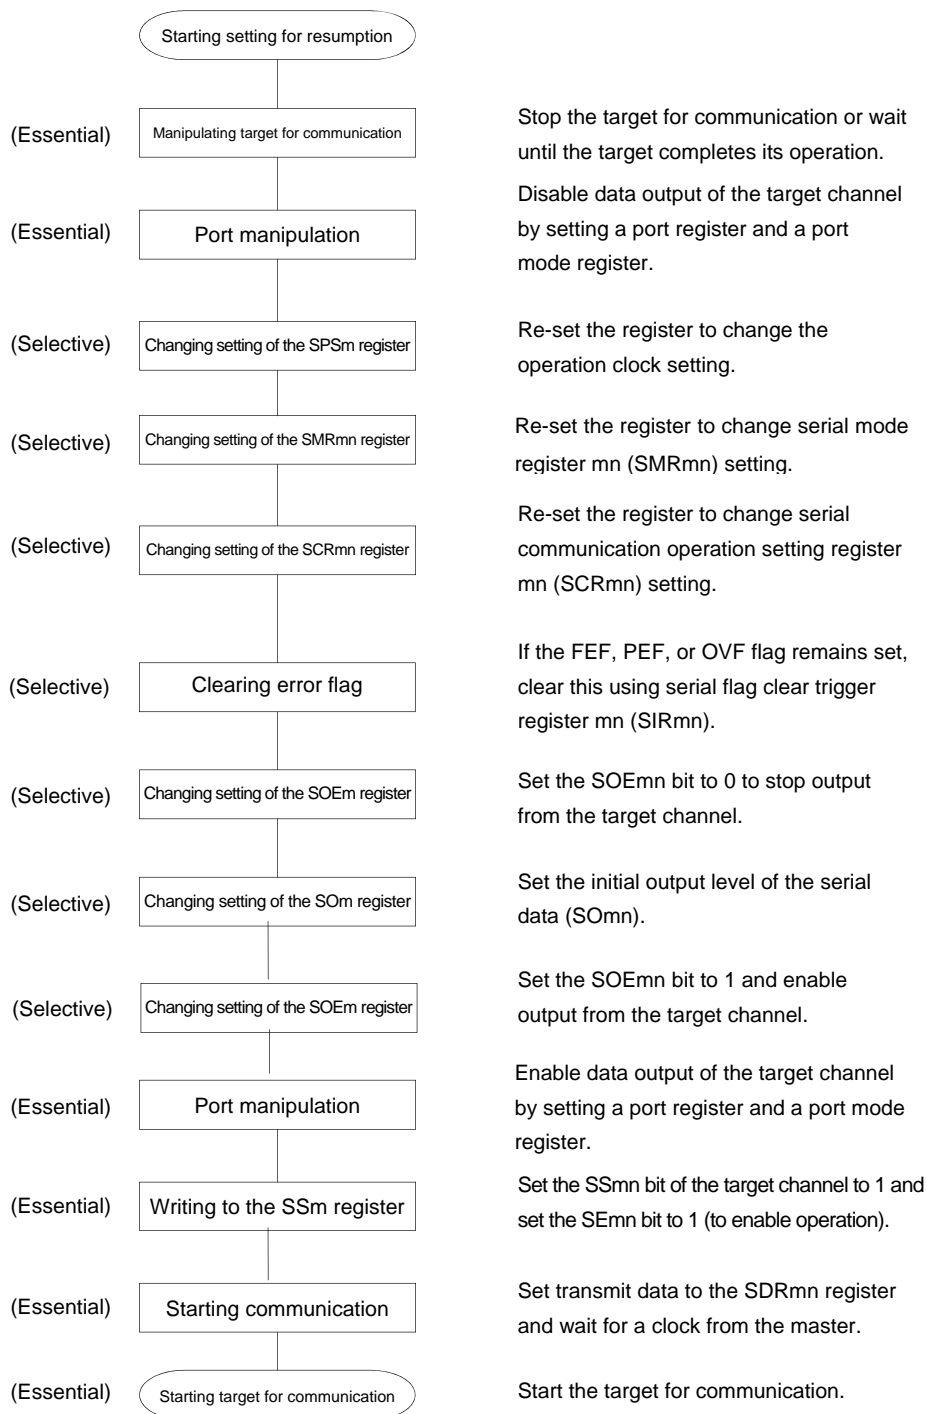 Starting setting for resumption
(Essential)
Manipulating target for communication
Stop the target for communication or wait
until the target completes its operation.
(Essential)
Port manipulation
Disable data output of the target channel
by setting a port register and a port
mode register.
(Selective)
Changing setting of the SPSm register
Re-set the register to change the
operation clock setting.
(Selective)
Changing setting of the SMRmn register
Re-set the register to change serial mode
register mn (SMRmn) setting.
(Selective)
Changing setting of the SCRmn register
Re-set the register to change serial
communication operation setting register
mn (SCRmn) setting.
(Selective)
Clearing error flag
If the FEF, PEF, or OVF flag remains set,
clear this using serial flag clear trigger
register mn (SIRmn).
(Selective)
Changing setting of the SOEm register
Set the SOEmn bit to 0 to stop output
from the target channel.
(Selective)
Changing setting of the SOm register
Set the initial output level of the serial
data (SOmn).
(Selective)
Changing setting of the SOEm register
Set the SOEmn bit to 1 and enable
output from the target channel.
(Essential)
Port manipulation
Enable data output of the target channel
by setting a port register and a port mode
register.
(Essential)
Writing to the SSm register
Set the SSmn bit of the target channel to 1 and
set the SEmn bit to 1 (to enable operation).
(Essential)
Starting communication
Set transmit data to the SDRmn register
and wait for a clock from the master.
(Essential)
Starting target for communication
Start the target for communication.